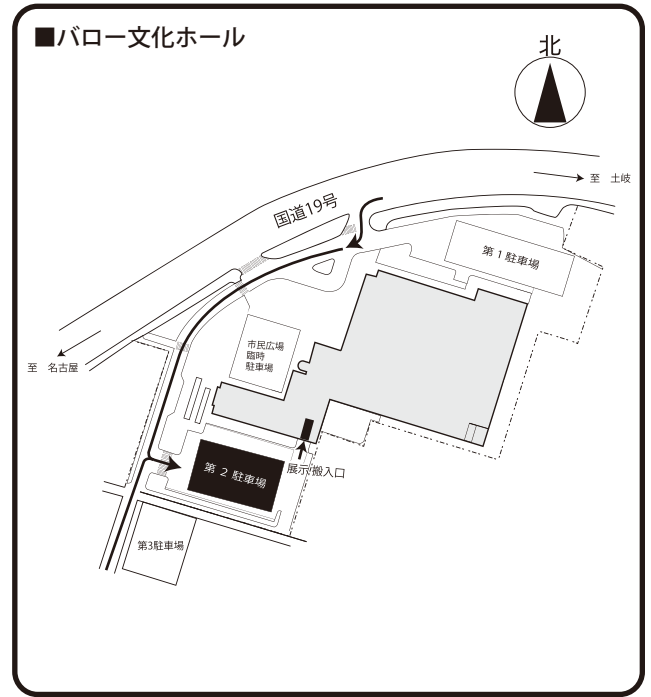 ■バロー文化ホール
北
至 土岐
国道19号
第1駐車場
市民広場
臨時
駐車場
至 名古屋
展示/搬入口
第2駐車場
第3駐車場